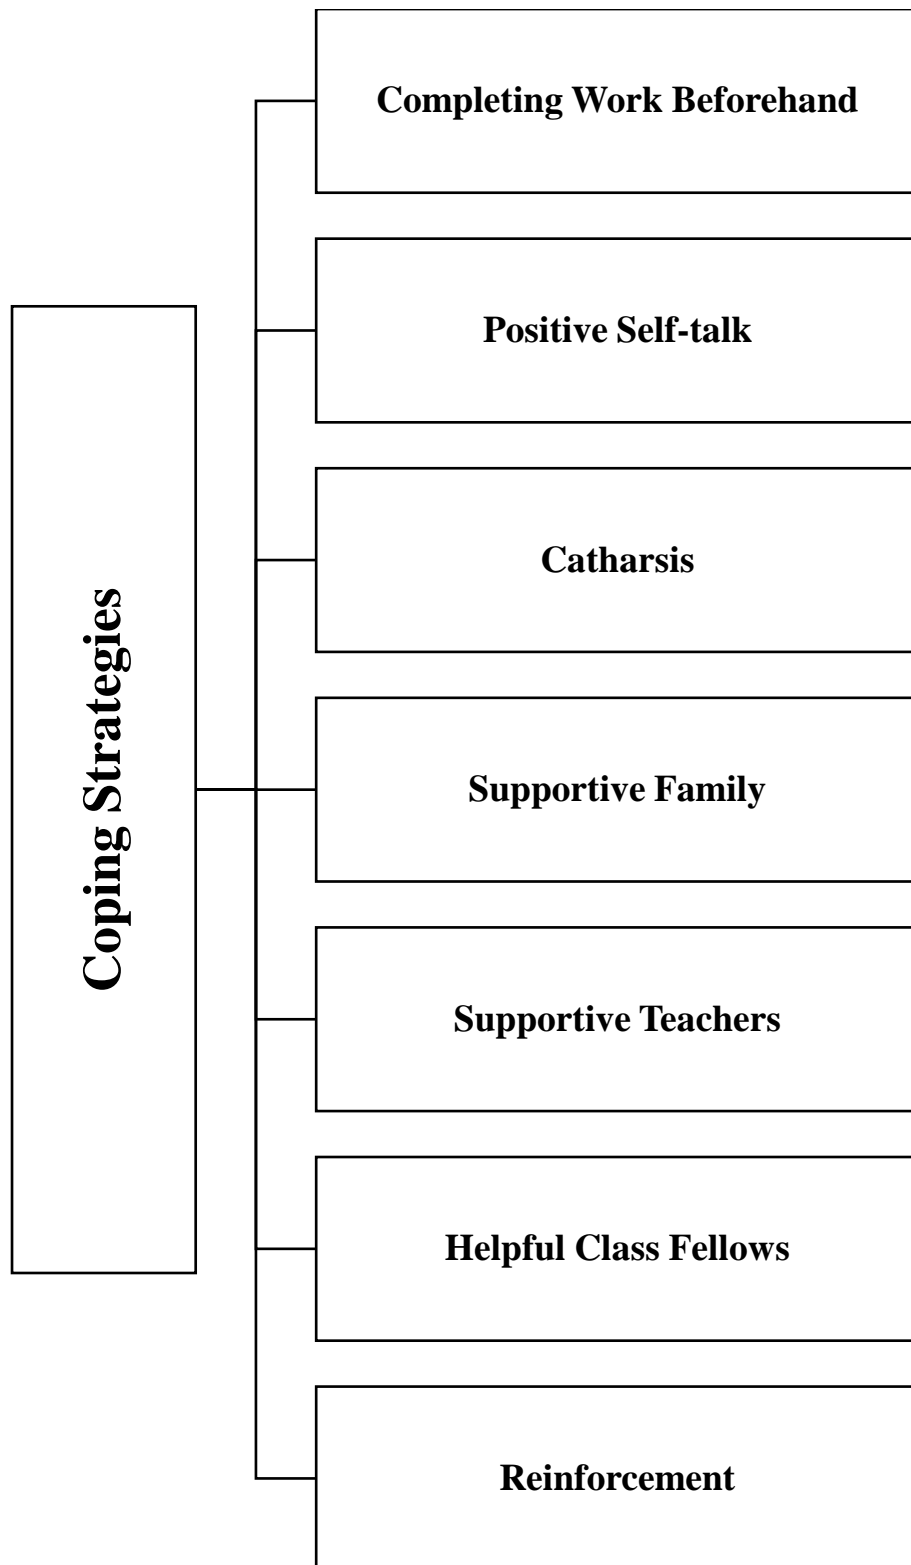 Coping Strategies
Completing Work Beforehand
Positive Self-talk
Catharsis
Supportive Family
Supportive Teachers
Helpful Class Fellows
Reinforcement